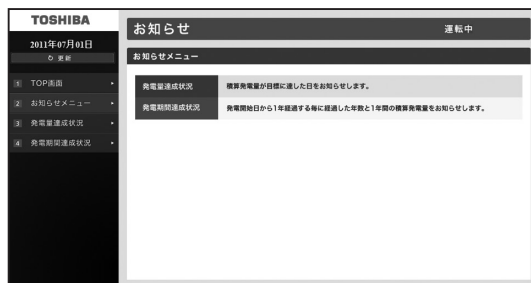 TOSHIBA
2011年07月01日
更新
1 TOP画面
2 お知らせメニュー
3 発電量達成状況
4 発電期間達成状況
お知らせ 運転中
お知らせメニュー
発電量達成状況 積算発電量が目標に達した日をお知らせします。
発電期間達成状況 発電開始日から1年経過する毎に経過した年数と1年間の積算発電量をお知らせします。